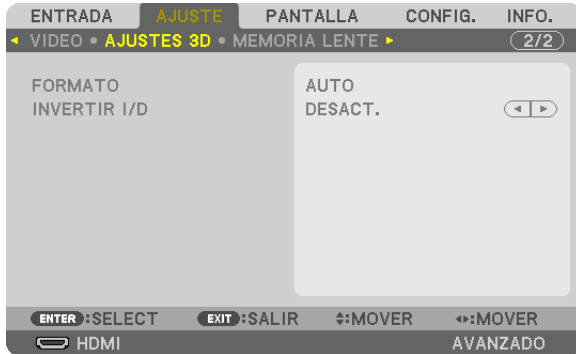 ENTRADA AJUSTE PANTALLA CONFIG. INFO.
VIDEO • AJUSTES 3D • MEMORIA LENTE 2/2
FORMATO AUTO
INVERTIR I/D DESACT.
ENTER :SELECT EXIT :SALIR :MOVER :MOVER
HDMI AVANZADO